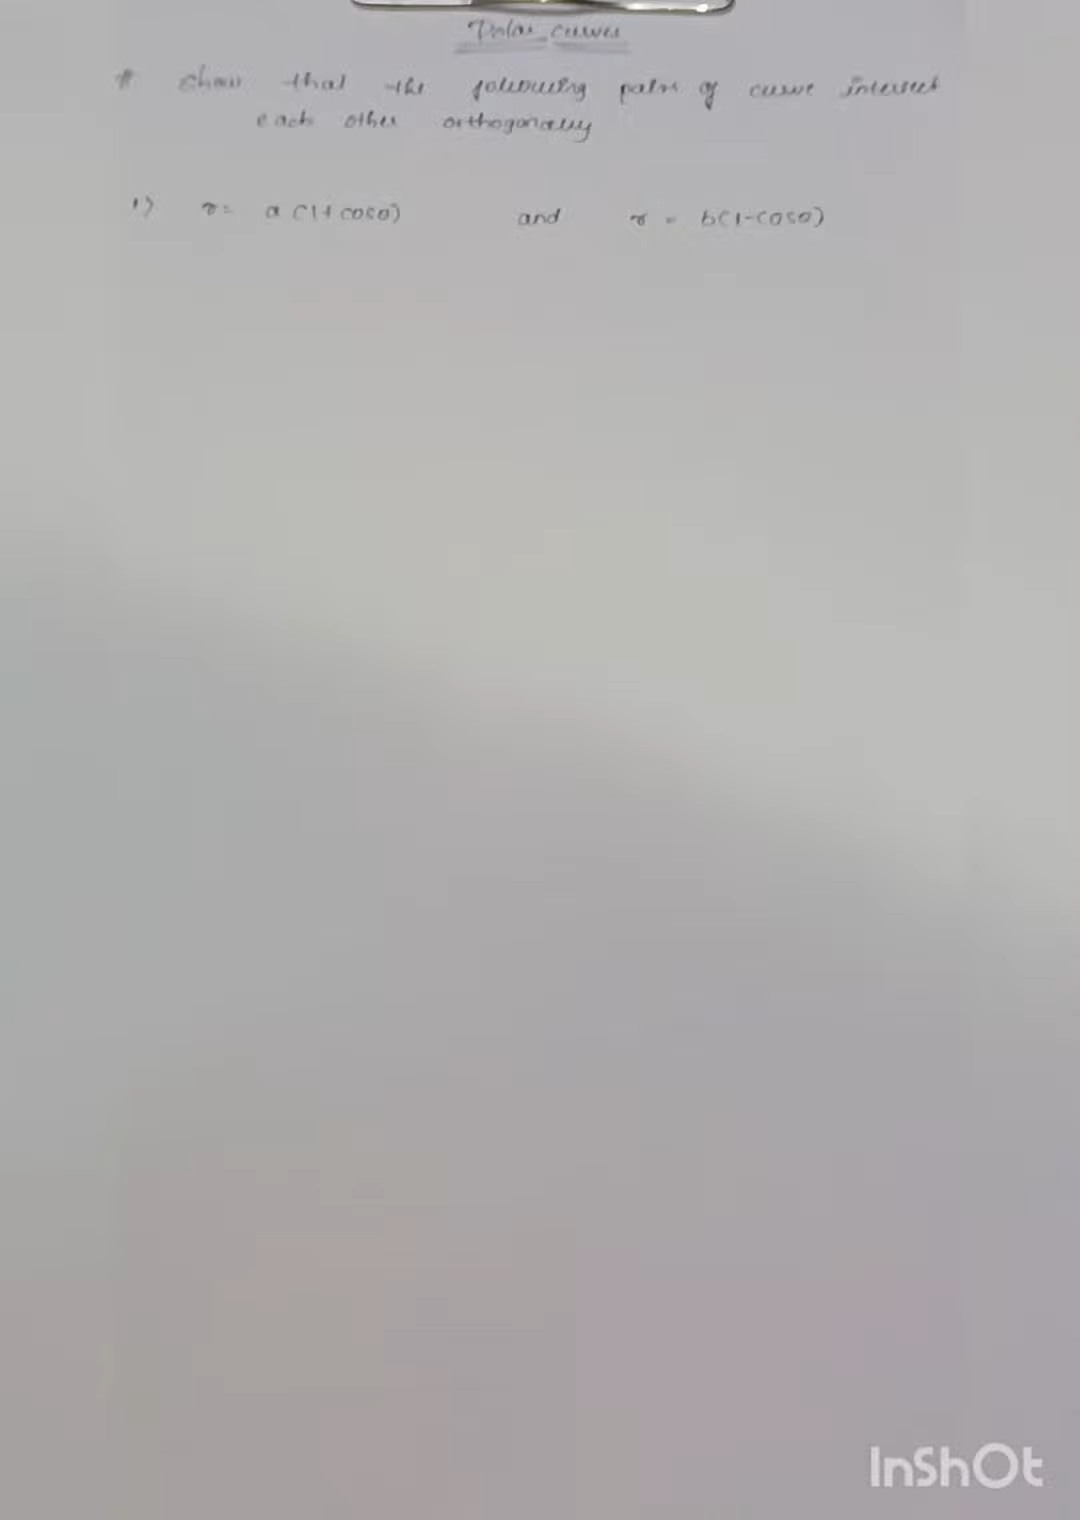 Polar curves
# show that the following pairs of curve intersect
each other orthogonally
1) r = a (1+cosθ) and r = b(1-cosθ)
InShOt